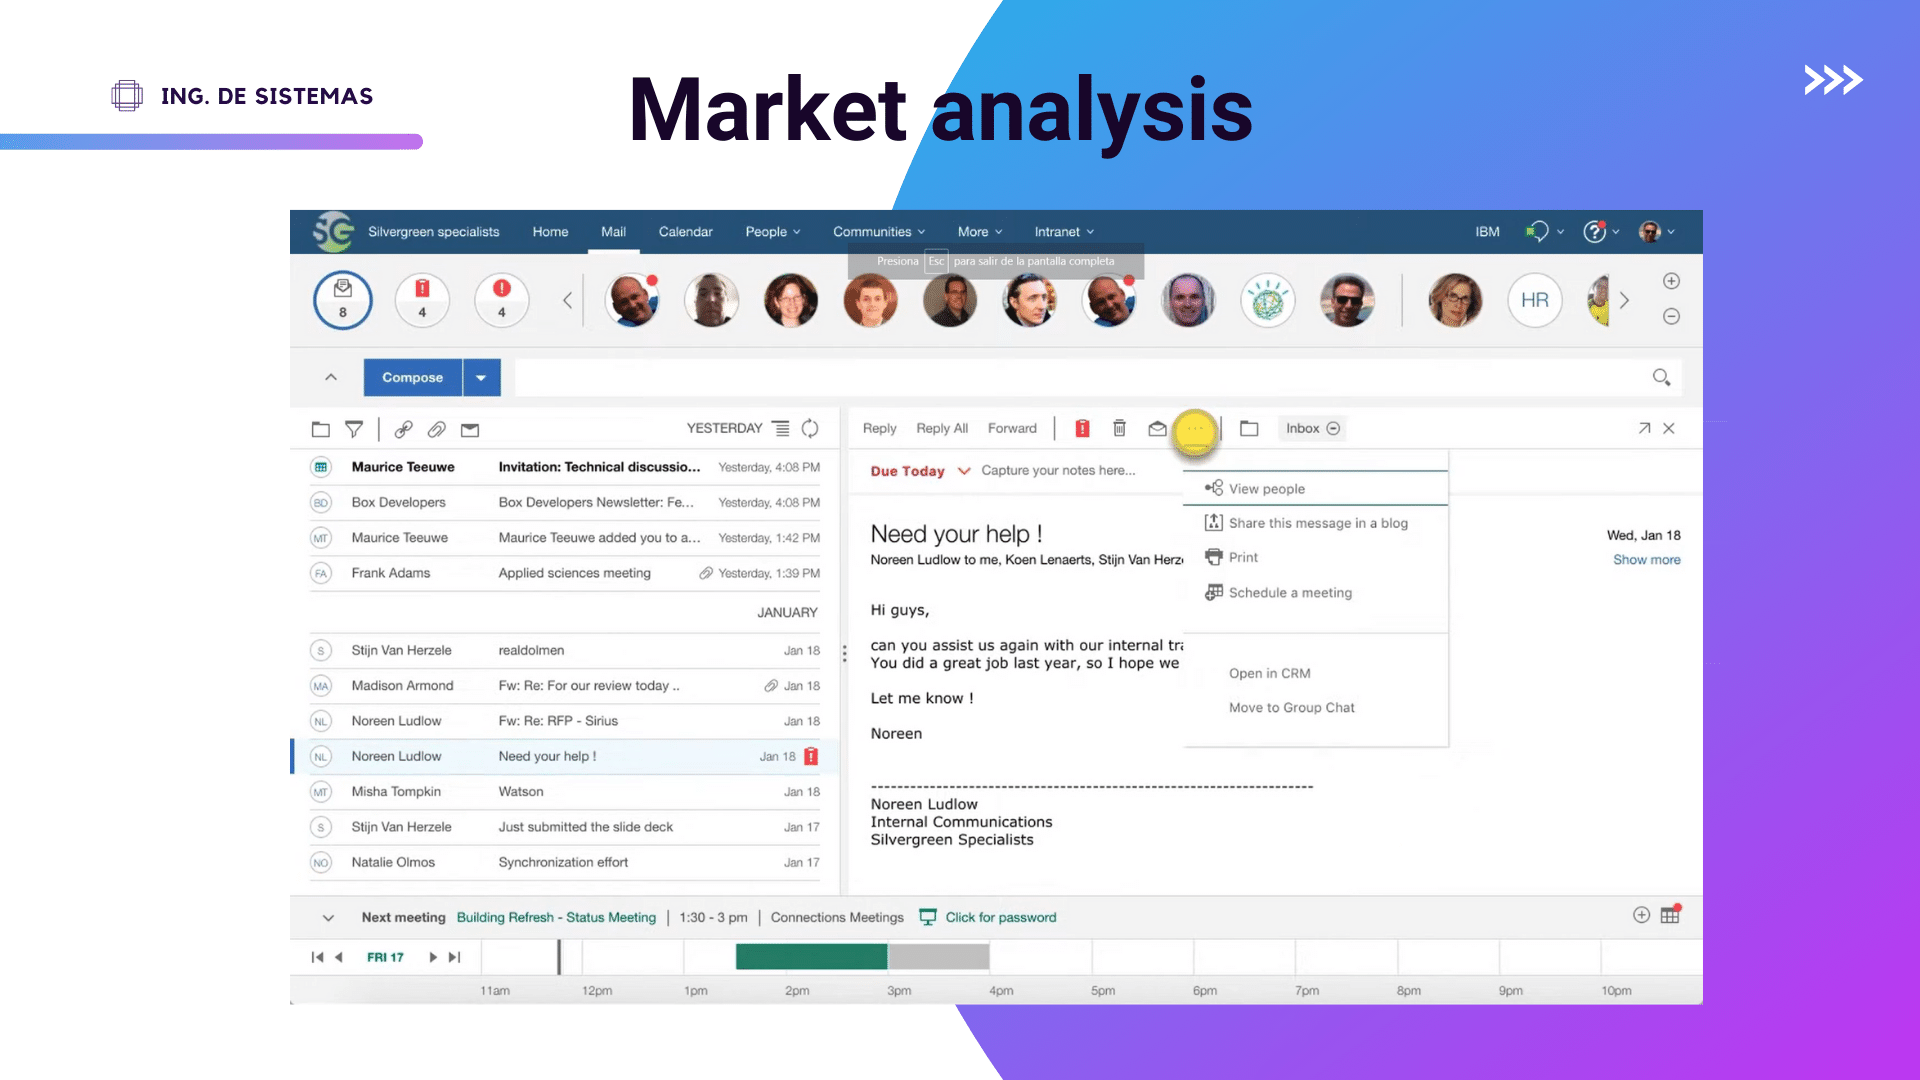 ING. DE SISTEMAS
Market analysis
Silvergreen specialists Home Mail Calendar People Communities More Intranet IBM
Presiona Esc para salir de la pantalla completa
8 4 4 HR
Compose
YESTERDAY
Maurice Teeuwe Invitation: Technical discussio... Yesterday, 4:08 PM
BD Box Developers Box Developers Newsletter: Fe... Yesterday, 4:08 PM
MT Maurice Teeuwe Maurice Teeuwe added you to a... Yesterday, 1:42 PM
FA Frank Adams Applied sciences meeting Yesterday, 1:39 PM
JANUARY
S Stijn Van Herzele realdolmen Jan 18
MA Madison Armond Fw: Re: For our review today .. Jan 18
NL Noreen Ludlow Fw: Re: RFP - Sirius Jan 18
NL Noreen Ludlow Need your help ! Jan 18
MT Misha Tompkin Watson Jan 18
S Stijn Van Herzele Just submitted the slide deck Jan 17
NO Natalie Olmos Synchronization effort Jan 17
Reply Reply All Forward Inbox
Due Today Capture your notes here...
View people
Share this message in a blog
Print
Schedule a meeting
Open in CRM
Move to Group Chat
Need your help !
Wed, Jan 18
Noreen Ludlow to me, Koen Lenaerts, Stijn Van Herz
Show more
Hi guys,
can you assist us again with our internal tra
You did a great job last year, so I hope we
Let me know !
Noreen
--------------------------------------------------------------------
Noreen Ludlow
Internal Communications
Silvergreen Specialists
Next meeting Building Refresh - Status Meeting | 1:30 - 3 pm | Connections Meetings Click for password
FRI 17
11am 12pm 1pm 2pm 3pm 4pm 5pm 6pm 7pm 8pm 9pm 10pm